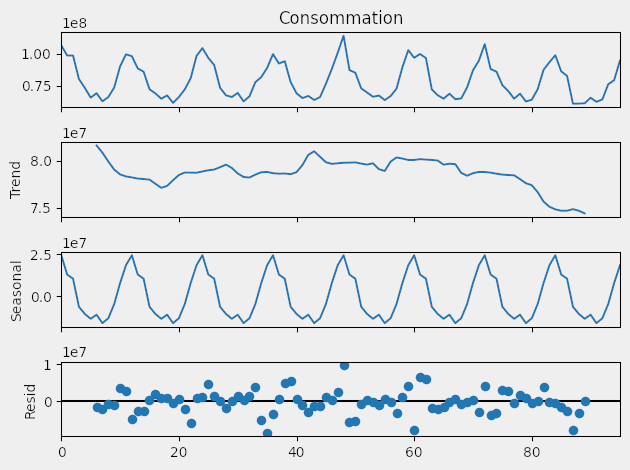 Consommation
1e8
1.00
0.75
1e7
8.0
Trend
7.5
1e7
2.5
Seasonal
0.0
1e7
1
Resid
0
0 20 40 60 80